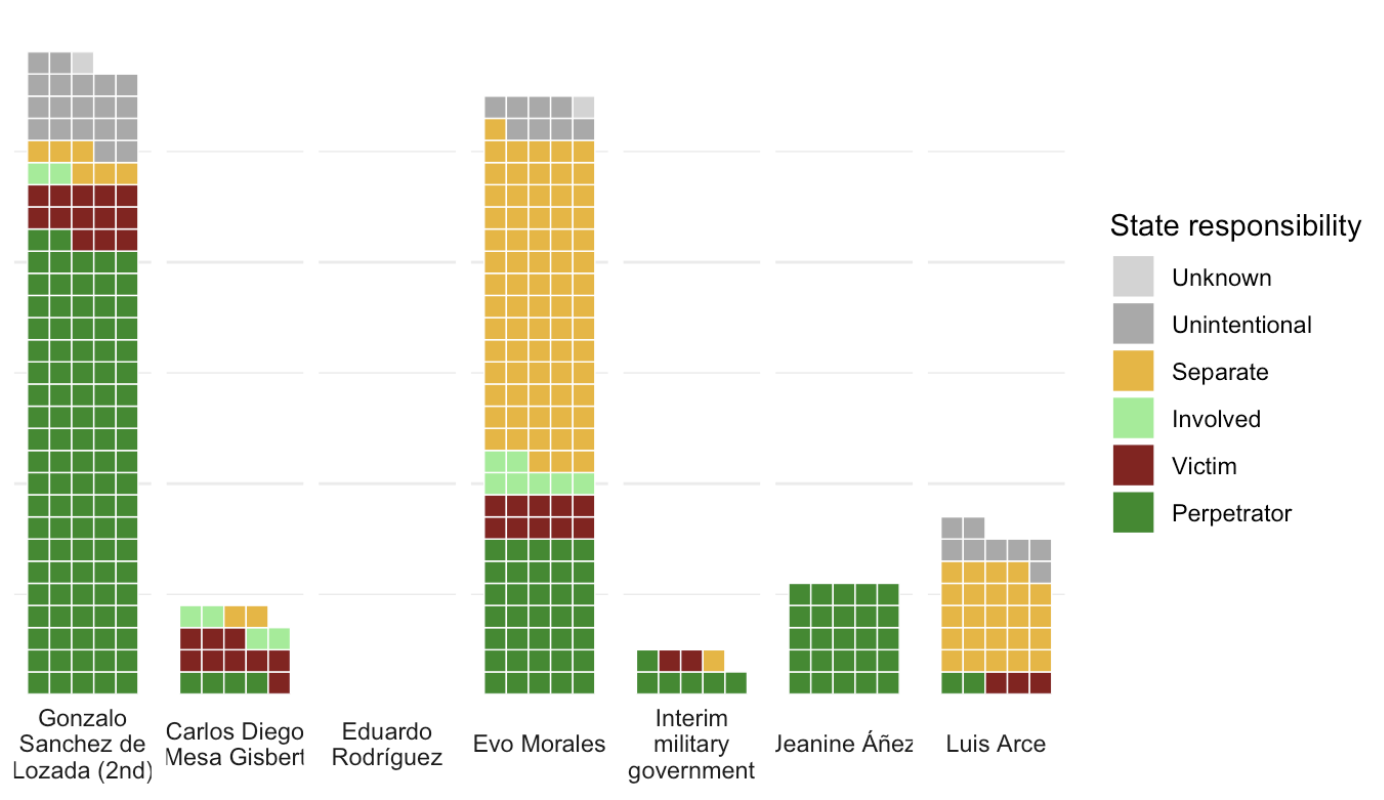 State responsibility
Unknown
Unintentional
Separate
Involved
Victim
Perpetrator
Gonzalo
Sanchez de
Lozada (2nd)
Carlos Diego
Mesa Gisbert
Eduardo
Rodríguez
Evo Morales
Interim
military
government
Jeanine Áñez
Luis Arce